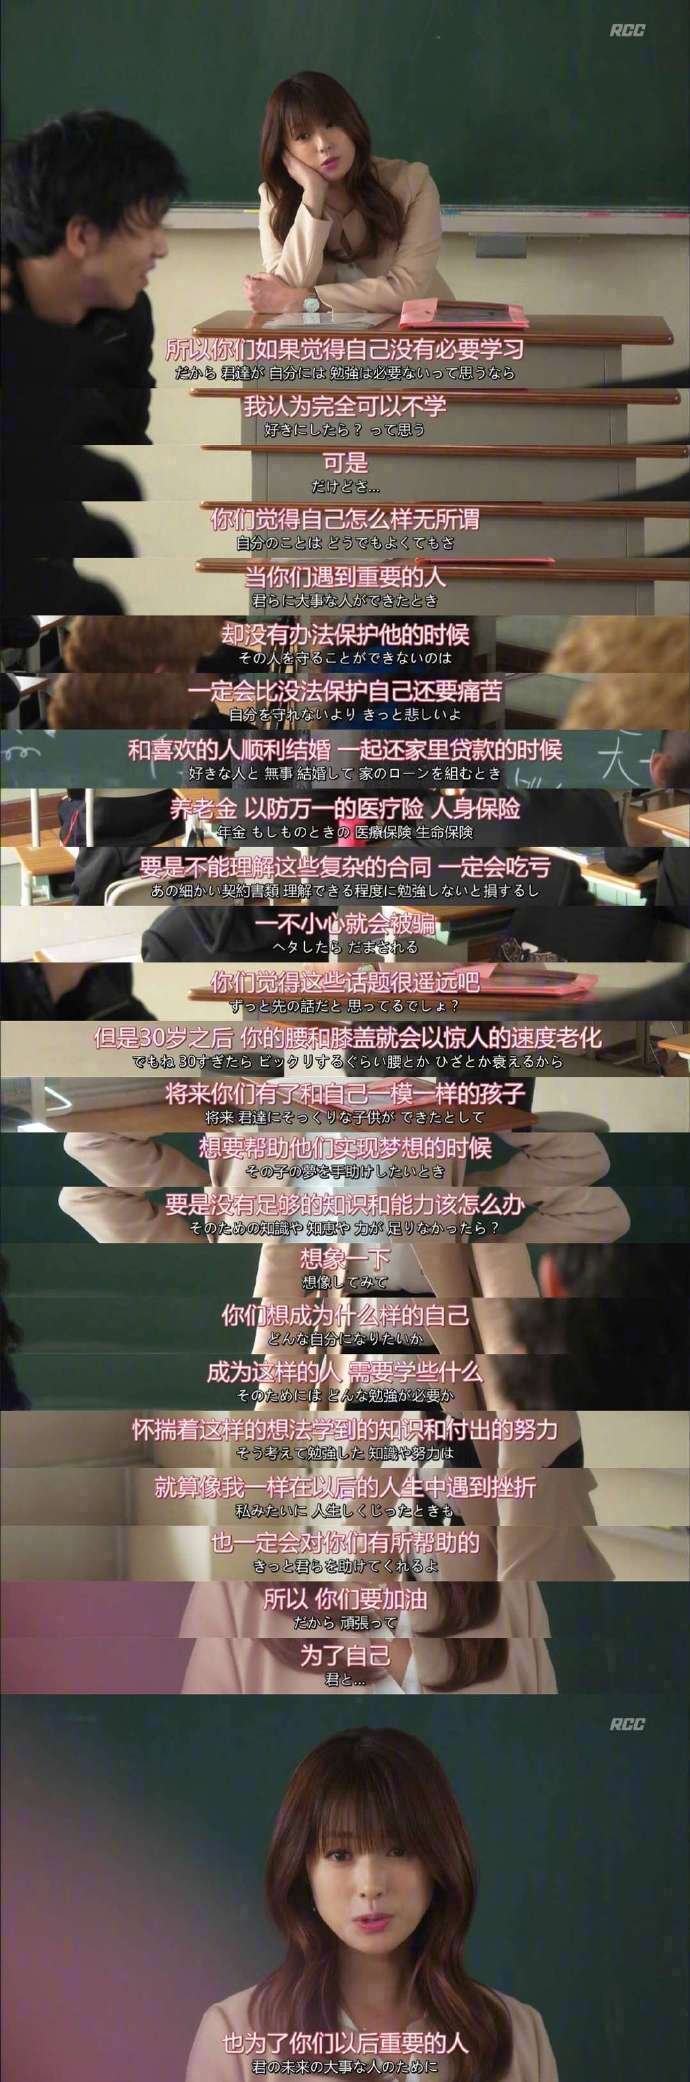 RCC
所以你们如果觉得自己没有必要学习
だから 君達が 自分には 勉強は必要ないって思うなら
我认为完全可以不学
好きにしたら？ って思う
可是
だけどさ…
你们觉得自己怎么样无所谓
自分のことは どうでもよくてもさ
当你们遇到重要的人
君らに大事な人ができたとき
却没有办法保护他的时候
その人を守ることができないのは
一定会比没法保护自己还要痛苦
自分を守れないより きっと悲しいよ
和喜欢的人顺利结婚 一起还家里贷款的时候
好きな人と 無事 結婚して 家のローンを組むとき
养老金 以防万一的医疗险 人身保险
年金 もしものときの 医療保険 生命保険
要是不能理解这些复杂的合同 一定会吃亏
あの細かい契約書類 理解できる程度に勉強しないと損するし
一不小心就会被骗
ヘタしたら だまされる
你们觉得这些话题很遥远吧
ずっと先の話だと 思ってるでしょ？
但是30岁之后 你的腰和膝盖就会以惊人的速度老化
でもね 30すぎたら ビックリするぐらい腰とか ひざとか衰えるから
将来你们有了和自己一模一样的孩子
将来 君達にそっくりな子供が できたとして
想要帮助他们实现梦想的时候
その子の夢を手助けしたいとき
要是没有足够的知识和能力该怎么办
そのための知識や 知恵や 力が 足りなかったら？
想象一下
想像してみて
你们想成为什么样的自己
どんな自分になりたいか
成为这样的人 需要学些什么
そのためには どんな勉強が必要か
怀揣着这样的想法学到的知识和付出的努力
そう考えて勉強した 知識や努力は
就算像我一样在以后的人生中遇到挫折
私みたいに 人生しくじったときも
也一定会对你们有所帮助的
きっと君らを助けてくれるよ
所以 你们要加油
だから 頑張って
为了自己
君と…
RCC
也为了你们以后重要的人
君の未来の大事な人のために